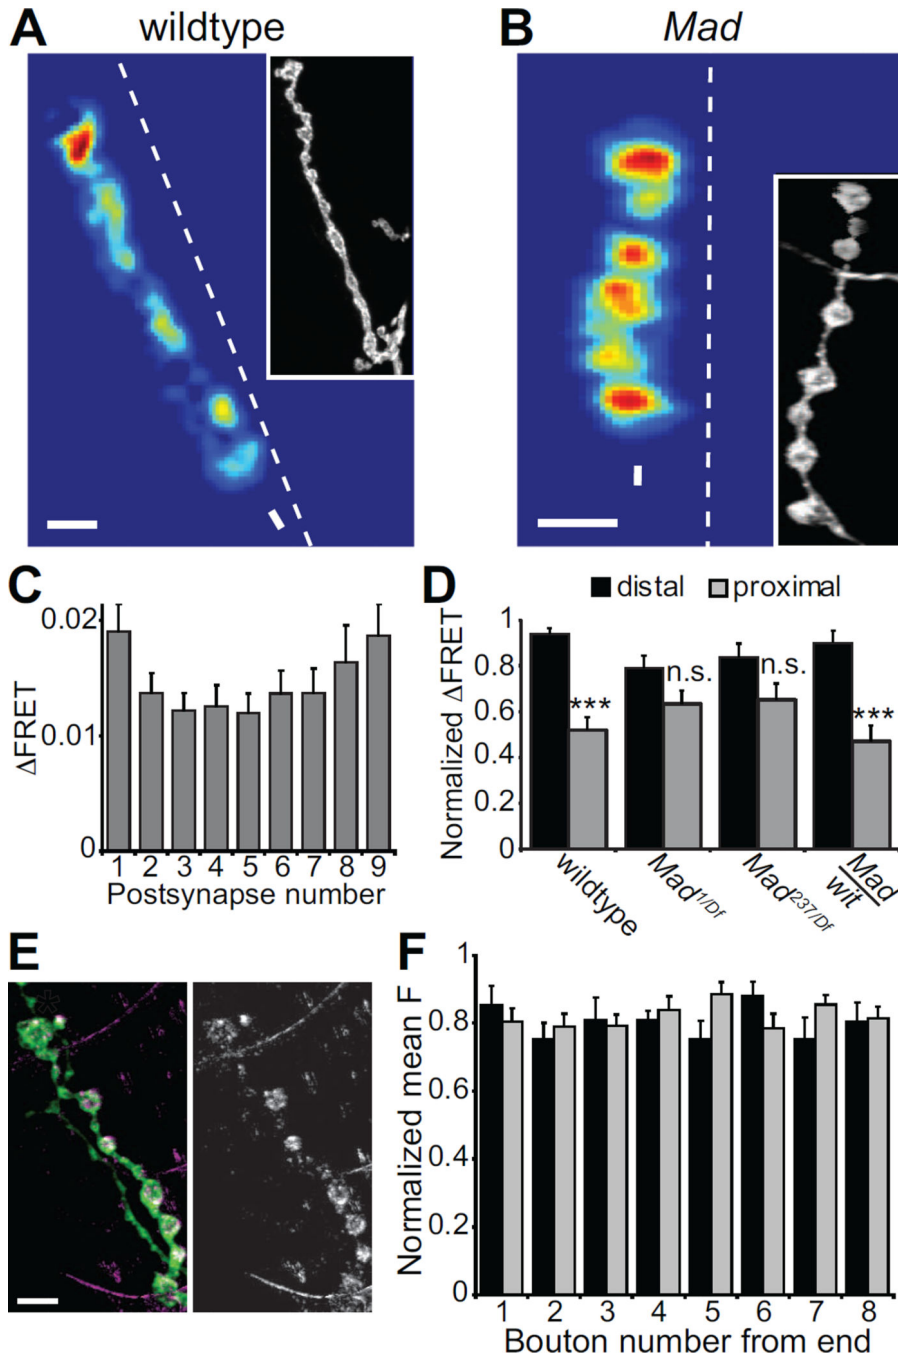 A wildtype
B Mad
C
ΔFRET
0.02
0.01
0
1 2 3 4 5 6 7 8 9
Postsynapse number
D
distal proximal
Normalized ΔFRET
1
0.8
0.6
0.4
0.2
0
***
n.s.
n.s.
***
wildtype
Mad1/Df
Mad237/Df
Mad
wit
E
*
F
Normalized mean F
1
0.8
0.6
0.4
0.2
0
1 2 3 4 5 6 7 8
Bouton number from end